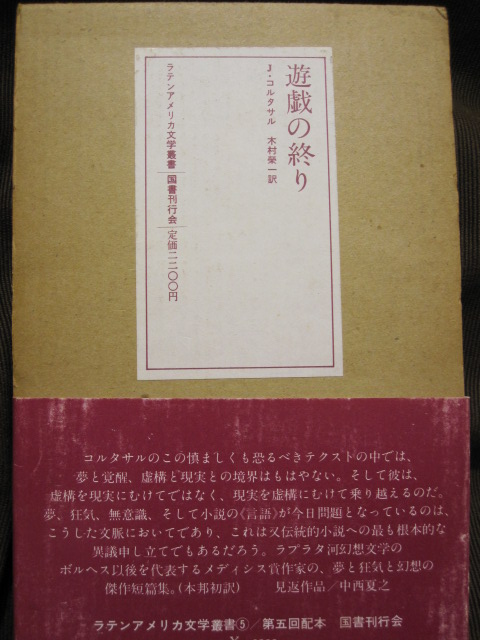 遊戯の終り
J・コルタサル 木村榮一訳
ラテンアメリカ文学叢書 国書刊行会 定価二二〇〇円
コルタサルのこの慎ましくも恐るべきテクストの中では、
夢と覚醒、虚構と現実との境界はもはやない。そして彼は、
虚構を現実にむけてではなく、現実を虚構にむけて乗り越えるのだ。
夢、狂気、無意識、そして小説の〈言語〉が今日問題となっているのは、
こうした文脈においてであり、これは又伝統的小説への最も根本的な
異議申し立てでもあるだろう。ラプラタ河幻想文学の
ボルヘス以後を代表するメディシス賞作家の、夢と狂気と幻想の
傑作短篇集。(本邦初訳) 見返作品/中西夏之
ラテンアメリカ文学叢書⑤/第五回配本 国書刊行会